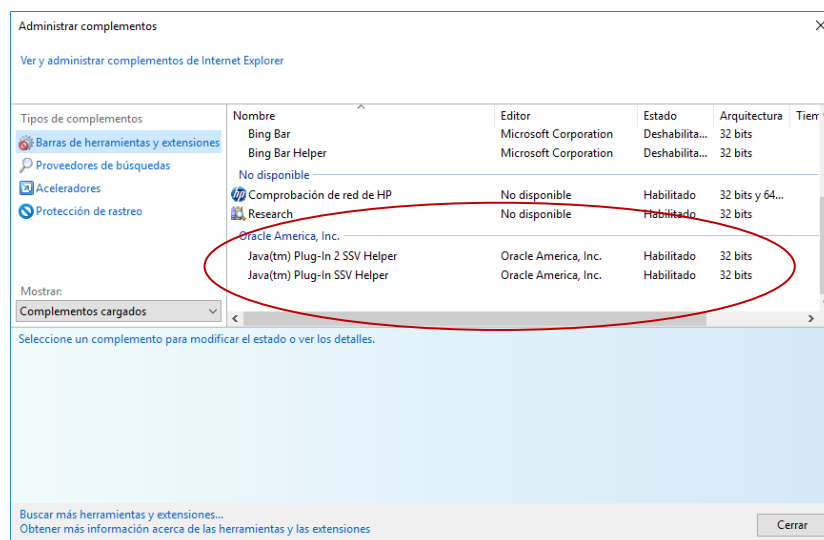 Administrar complementos
Ver y administrar complementos de Internet Explorer
Tipos de complementos
Barras de herramientas y extensiones
Proveedores de búsquedas
Aceleradores
Protección de rastreo
Mostrar:
Complementos cargados
Nombre Editor Estado Arquitectura Tiem
Bing Bar Microsoft Corporation Deshabilita... 32 bits
Bing Bar Helper Microsoft Corporation Deshabilita... 32 bits
No disponible
Comprobación de red de HP No disponible Habilitado 32 bits y 64...
Research No disponible Habilitado 32 bits
Oracle America, Inc.
Java(tm) Plug-In 2 SSV Helper Oracle America, Inc. Habilitado 32 bits
Java(tm) Plug-In SSV Helper Oracle America, Inc. Habilitado 32 bits
Seleccione un complemento para modificar el estado o ver los detalles.
Buscar más herramientas y extensiones...
Obtener más información acerca de las herramientas y las extensiones
Cerrar